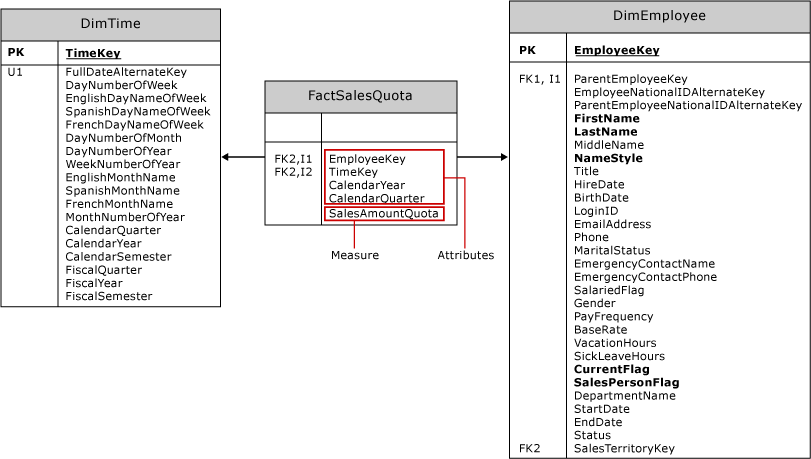 DimTime
PK TimeKey
U1 FullDateAlternateKey
DayNumberOfWeek
EnglishDayNameOfWeek
SpanishDayNameOfWeek
FrenchDayNameOfWeek
DayNumberOfMonth
DayNumberOfYear
WeekNumberOfYear
EnglishMonthName
SpanishMonthName
FrenchMonthName
MonthNumberOfYear
CalendarQuarter
CalendarYear
CalendarSemester
FiscalQuarter
FiscalYear
FiscalSemester
FactSalesQuota
FK2,I1 EmployeeKey
FK2,I2 TimeKey
CalendarYear
CalendarQuarter
SalesAmountQuota
Measure Attributes
DimEmployee
PK EmployeeKey
FK1, I1 ParentEmployeeKey
EmployeeNationalIDAlternateKey
ParentEmployeeNationalIDAlternateKey
FirstName
LastName
MiddleName
NameStyle
Title
HireDate
BirthDate
LoginID
EmailAddress
Phone
MaritalStatus
EmergencyContactName
EmergencyContactPhone
SalariedFlag
Gender
PayFrequency
BaseRate
VacationHours
SickLeaveHours
CurrentFlag
SalesPersonFlag
DepartmentName
StartDate
EndDate
Status
FK2 SalesTerritoryKey